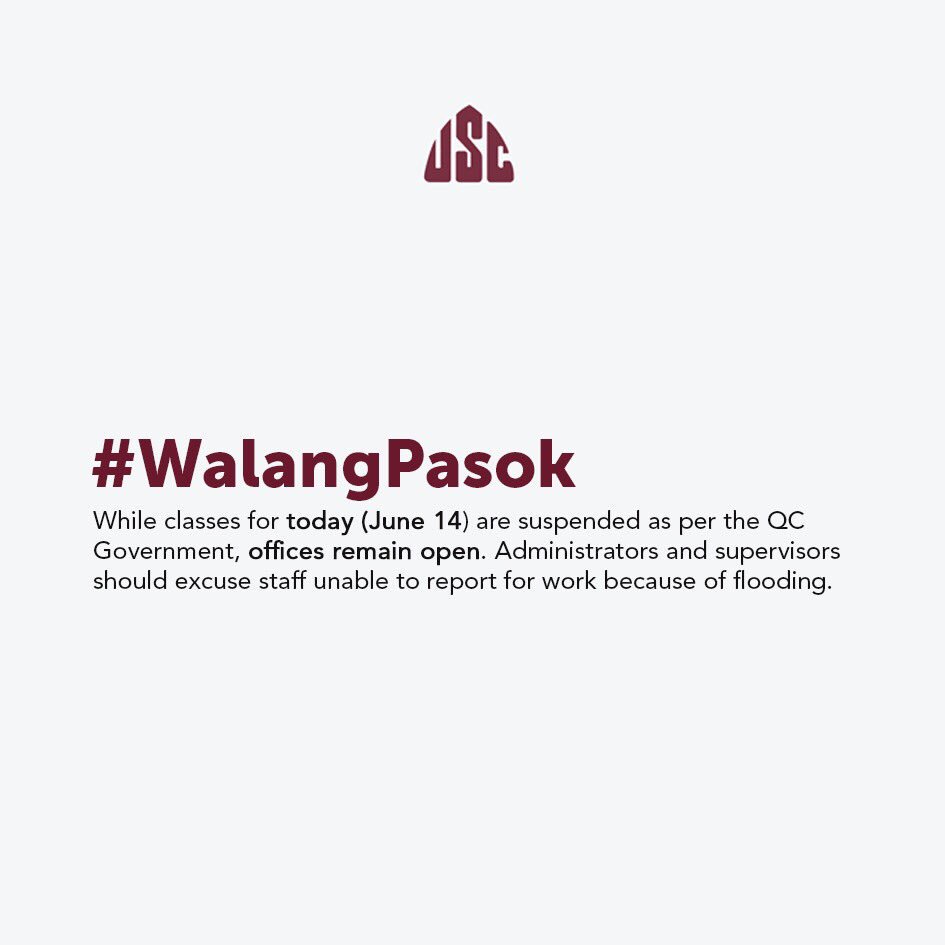 USC
#WalangPasok
While classes for today (June 14) are suspended as per the QC
Government, offices remain open. Administrators and supervisors
should excuse staff unable to report for work because of flooding.